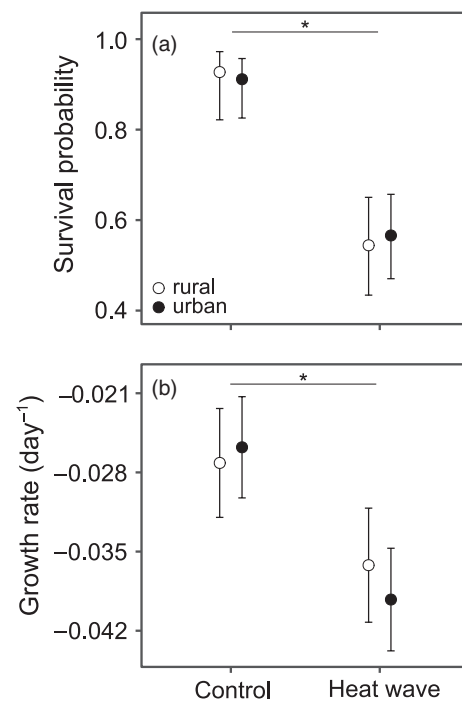 (a)
*
1.0
0.8
0.6
0.4
Survival probability
rural
urban
(b)
*
−0.021
−0.028
−0.035
−0.042
Growth rate (day⁻¹)
Control
Heat wave